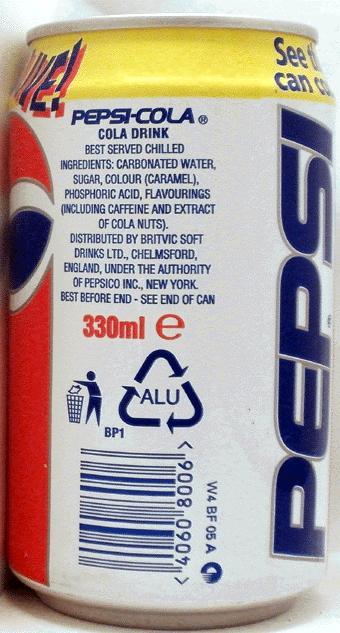 See
can
PEPSI-COLA ®
COLA DRINK
BEST SERVED CHILLED
INGREDIENTS: CARBONATED WATER,
SUGAR, COLOUR (CARAMEL),
PHOSPHORIC ACID, FLAVOURINGS
(INCLUDING CAFFEINE AND EXTRACT
OF COLA NUTS).
DISTRIBUTED BY BRITVIC SOFT
DRINKS LTD., CHELMSFORD,
ENGLAND, UNDER THE AUTHORITY
OF PEPSICO INC., NEW YORK.
BEST BEFORE END - SEE END OF CAN
330ml e
ALU
BP1
<4060 8006>
W4 BF 05 A
PEPSI